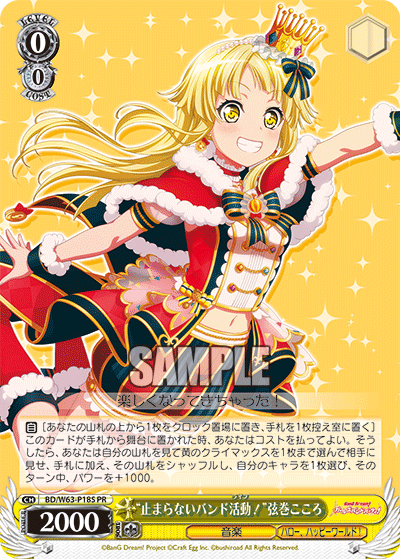 LEVEL
0
0
COST
SAMPLE
楽しくなってきちゃった!
自 [あなたの山札の上から1枚をクロック置場に置き、手札を1枚控え室に置く]
このカードが手札から舞台に置かれた時、あなたはコストを払ってよい。そう
したら、あなたは自分の山札を見て黄のクライマックスを1枚まで選んで相手に
見せ、手札に加え、その山札をシャッフルし、自分のキャラを1枚選び、そのタ
ーン中、パワーを+1000。
CH BD/W63-P18S PR
2000
“止まらないバンド活動!”弦巻こころ
音楽
ハロー、ハッピーワールド!
©BanG Dream! Project ©Craft Egg Inc. ©bushiroad All Rights Reserved.